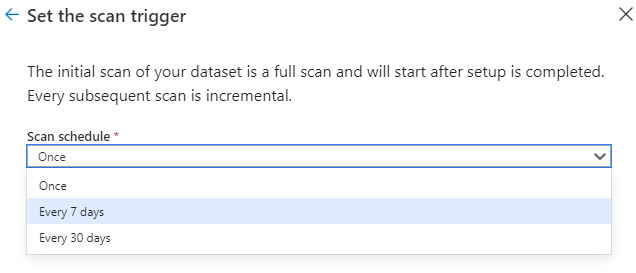 Set the scan trigger
The initial scan of your dataset is a full scan and will start after setup is completed.
Every subsequent scan is incremental.
Scan schedule *
Once
Once
Every 7 days
Every 30 days